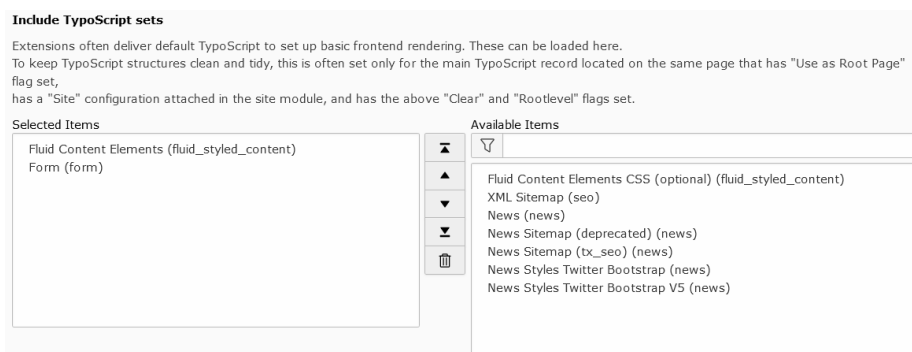 Include TypoScript sets
Extensions often deliver default TypoScript to set up basic frontend rendering. These can be loaded here.
To keep TypoScript structures clean and tidy, this is often set only for the main TypoScript record located on the same page that has "Use as Root Page"
flag set,
has a "Site" configuration attached in the site module, and has the above "Clear" and "Rootlevel" flags set.
Selected Items
Fluid Content Elements (fluid_styled_content)
Form (form)
Available Items
Fluid Content Elements CSS (optional) (fluid_styled_content)
XML Sitemap (seo)
News (news)
News Sitemap (deprecated) (news)
News Sitemap (tx_seo) (news)
News Styles Twitter Bootstrap (news)
News Styles Twitter Bootstrap V5 (news)